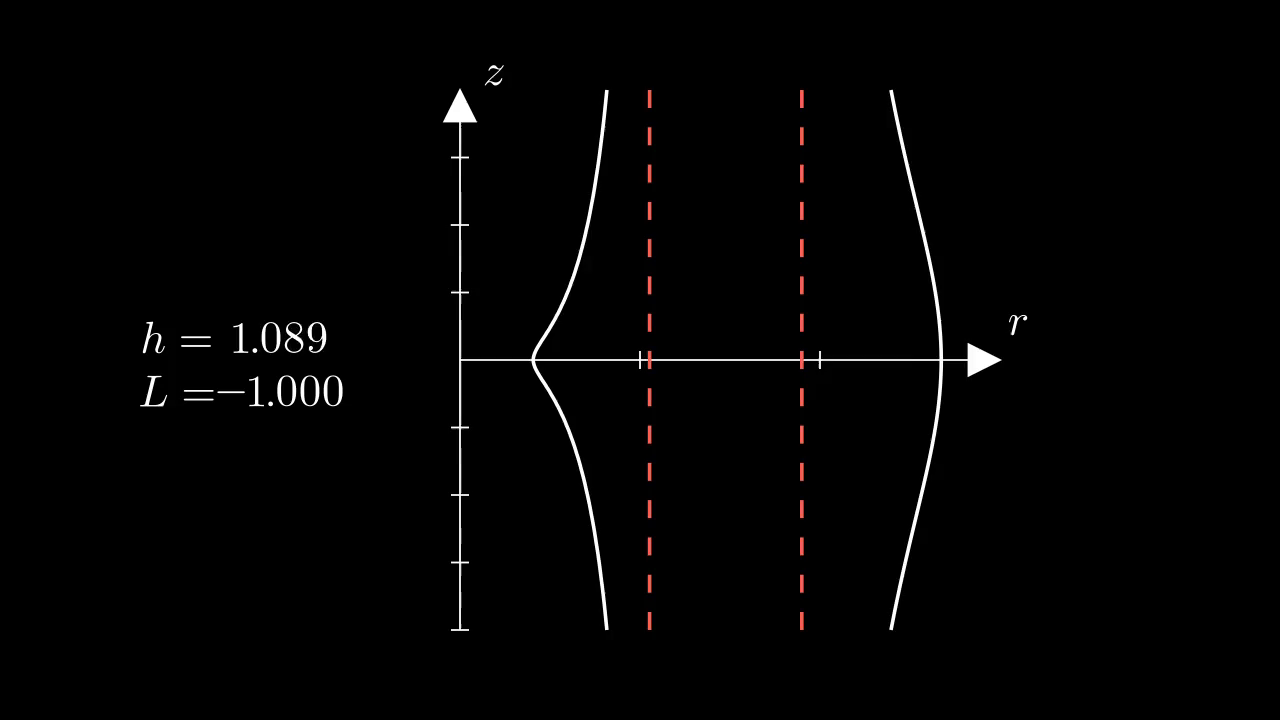 z
r
h = 1.089
L =−1.000